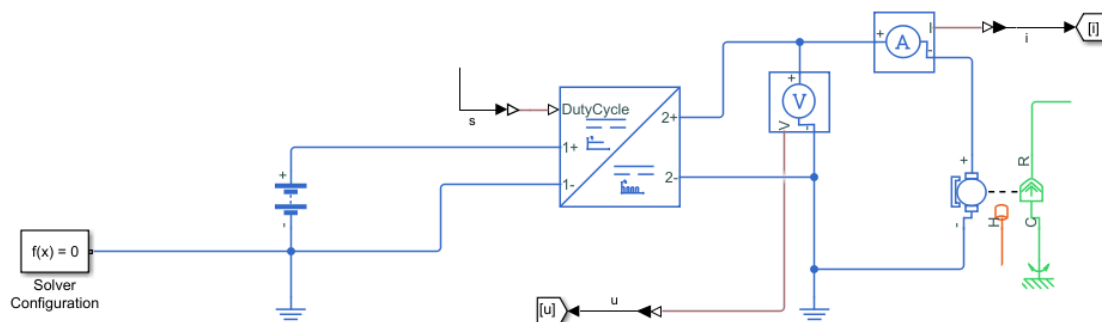 [i]
i
+
A
I
-
+
V
V
-
s
DutyCycle
2+
1+
1-
2-
+
-
f(x) = 0
Solver
Configuration
+
-
H
R
C
[u]
u